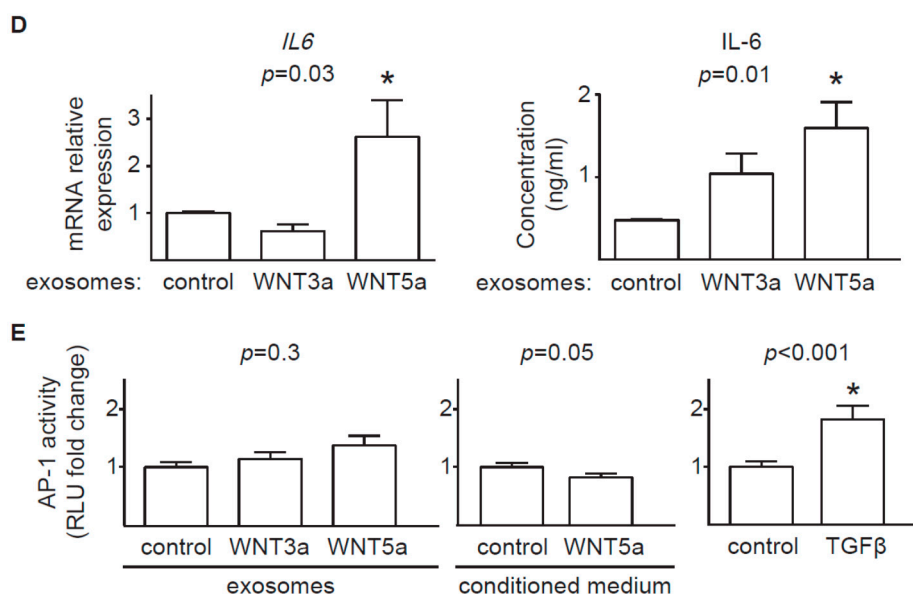 D
IL6
p=0.03
*
mRNA relative
expression
3
2
1
exosomes: control WNT3a WNT5a
IL-6
p=0.01
*
Concentration
(ng/ml)
2
1
exosomes: control WNT3a WNT5a
E
AP-1 activity
(RLU fold change)
p=0.3
2
1
control WNT3a WNT5a
exosomes
p=0.05
2
1
control WNT5a
conditioned medium
p<0.001
*
2
1
control TGFβ